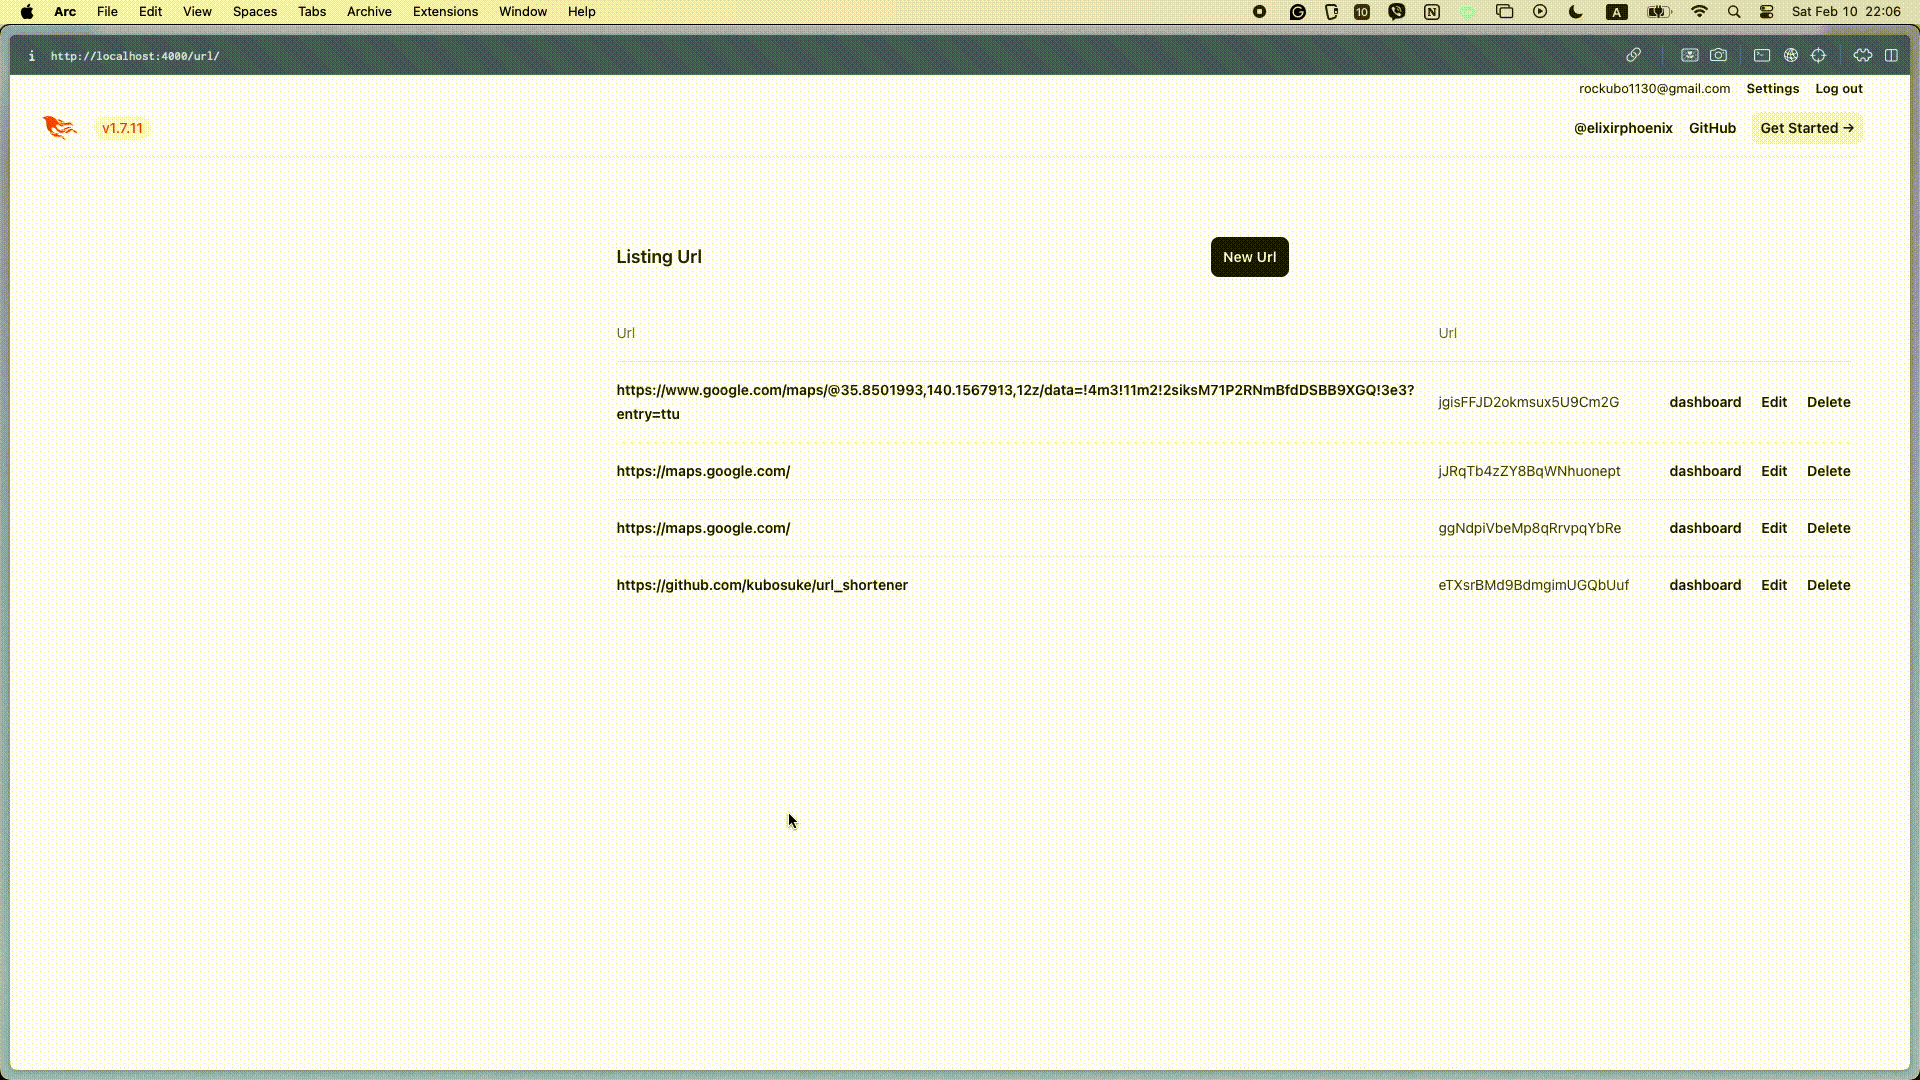 Arc File Edit View Spaces Tabs Archive Extensions Window Help 10 N A Sat Feb 10 22:06
i http://localhost:4000/url/
rockubo1130@gmail.com Settings Log out
v1.7.11 @elixirphoenix GitHub Get Started →
Listing Url New Url
Url Url
https://www.google.com/maps/@35.8501993,140.1567913,12z/data=!4m3!11m2!2siksM71P2RNmBfdDSBB9XGQ!3e3?
entry=ttu
jgisFFJD2okmsux5U9Cm2G dashboard Edit Delete
https://maps.google.com/ jJRqTb4zZY8BqWNhuonept dashboard Edit Delete
https://maps.google.com/ ggNdpiVbeMp8qRrvpqYbRe dashboard Edit Delete
https://github.com/kubosuke/url_shortener eTXsrBMd9BdmgimUGQbUuf dashboard Edit Delete